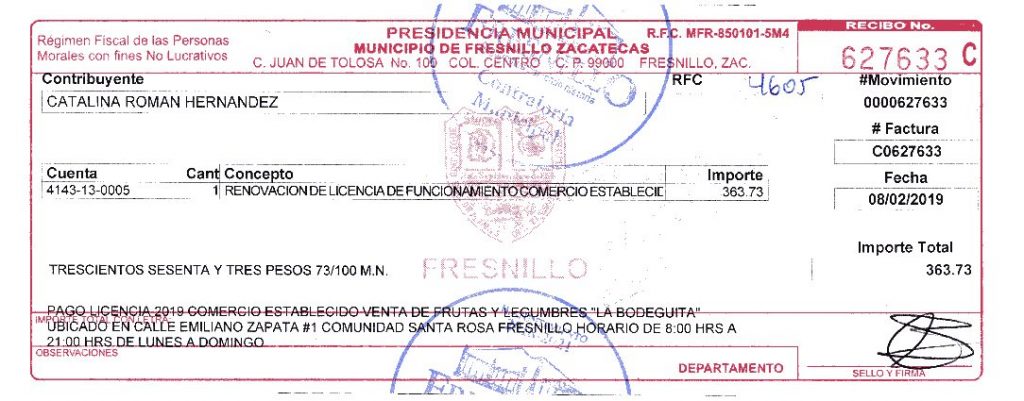 Régimen Fiscal de las Personas
Morales con fines No Lucrativos
PRESIDENCIA MUNICIPAL R.F.C. MFR-850101-5M4
MUNICIPIO DE FRESNILLO ZACATECAS
C. JUAN DE TOLOSA No. 100 COL. CENTRO C. P. 99000 FRESNILLO, ZAC.
RECIBO No.
627633 C
Contribuyente
RFC
4605
#Movimiento
CATALINA ROMAN HERNANDEZ
0000627633
Contraloría
Municipal
# Factura
C0627633
Cuenta Cant Concepto Importe
Fecha
4143-13-0005 1 RENOVACION DE LICENCIA DE FUNCIONAMIENTO COMERCIO ESTABLECID 363.73
08/02/2019
Importe Total
TRESCIENTOS SESENTA Y TRES PESOS 73/100 M.N.
FRESNILLO
363.73
PAGO LICENCIA 2019 COMERCIO ESTABLECIDO VENTA DE FRUTAS Y LEGUMBRES "LA BODEGUITA"
IMPORTE TOTAL CON LETRA
UBICADO EN CALLE EMILIANO ZAPATA #1 COMUNIDAD SANTA ROSA FRESNILLO HORARIO DE 8:00 HRS A
21:00 HRS DE LUNES A DOMINGO
OBSERVACIONES
DEPARTAMENTO
SELLO Y FIRMA